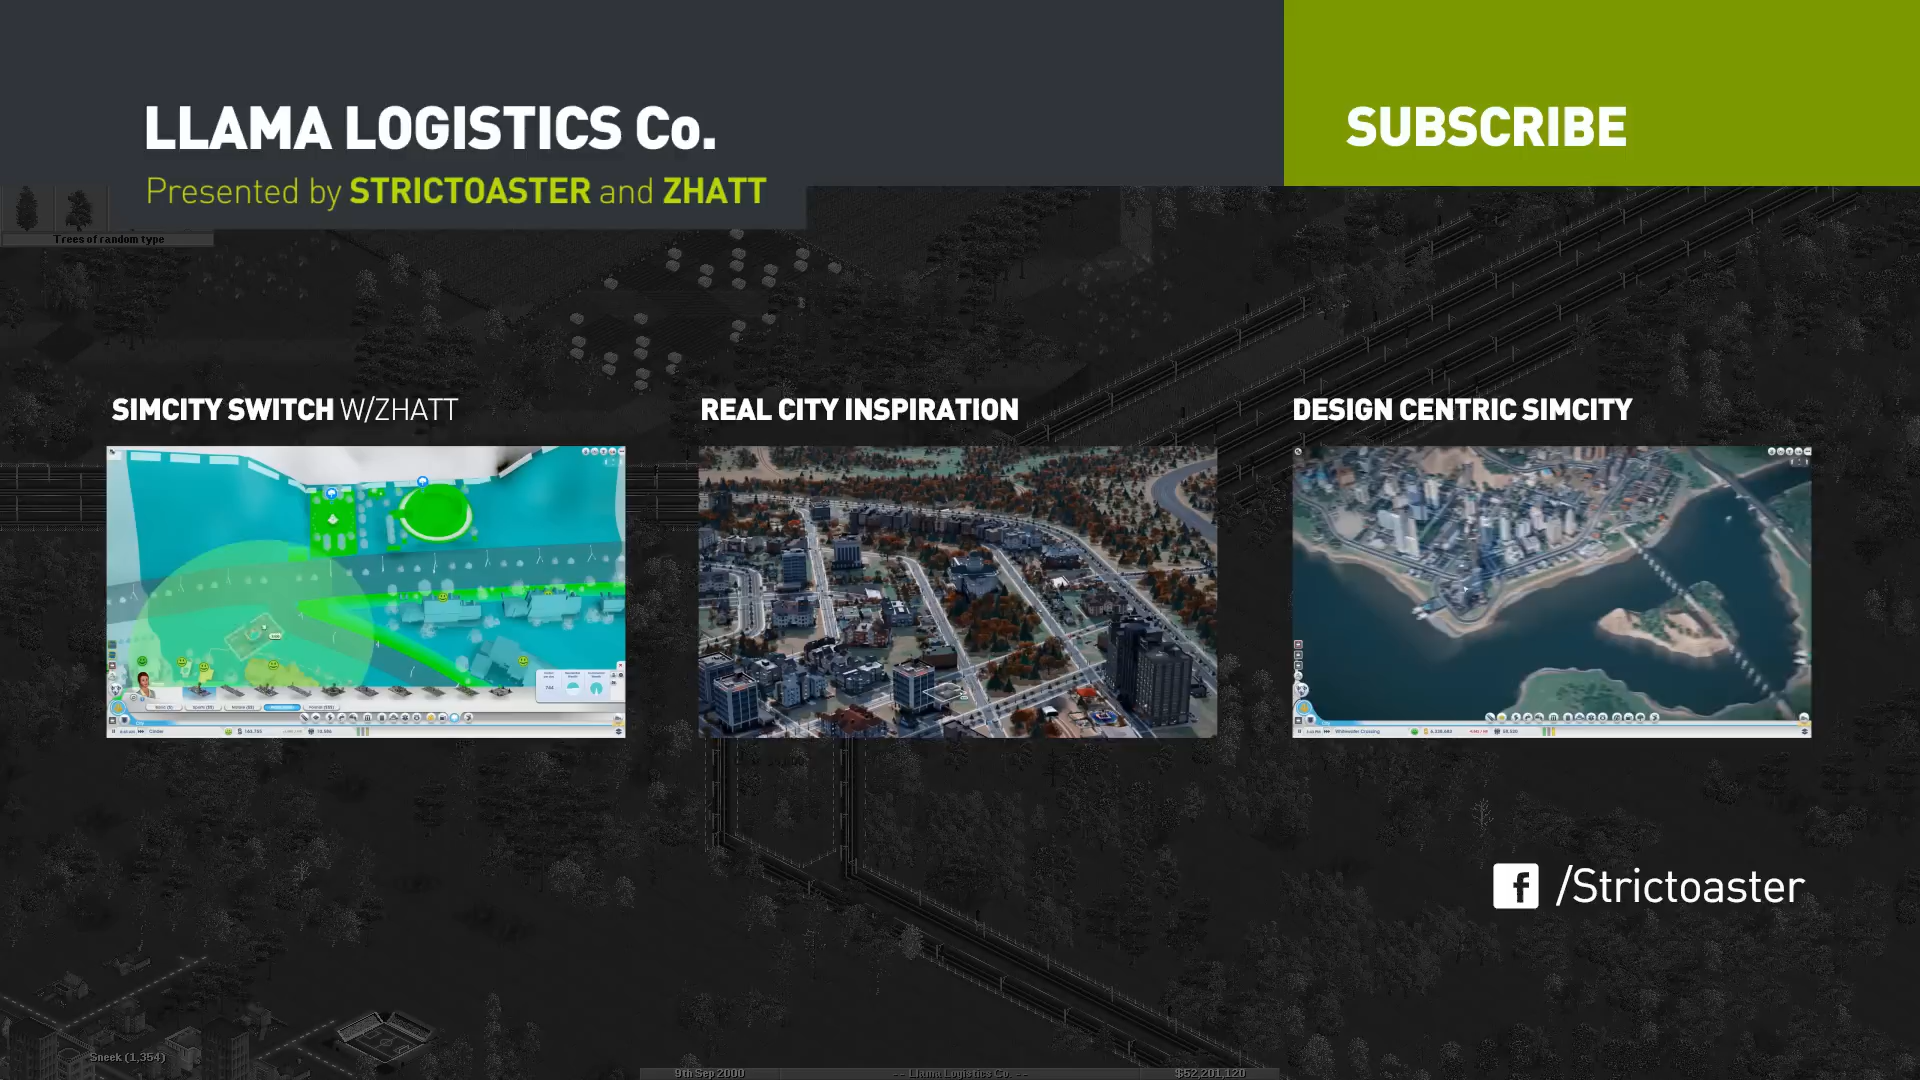 LLAMA LOGISTICS Co.
SUBSCRIBE
Presented by STRICTOASTER and ZHATT
Trees of random type
SIMCITY SWITCH W/ZHATT
REAL CITY INSPIRATION
DESIGN CENTRIC SIMCITY
/Strictoaster
Sneek (1,354)
9th Sep 2000
-- Llama Logistics Co. --
$52,201,120